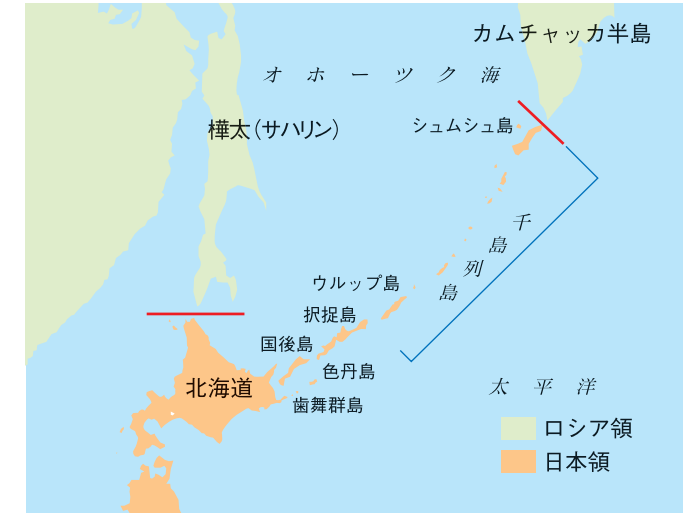 カムチャッカ半島
オホーツク海
シュムシュ島
樺太(サハリン)
千島列島
ウルップ島
択捉島
国後島
色丹島
北海道
歯舞群島
太平洋
ロシア領
日本領